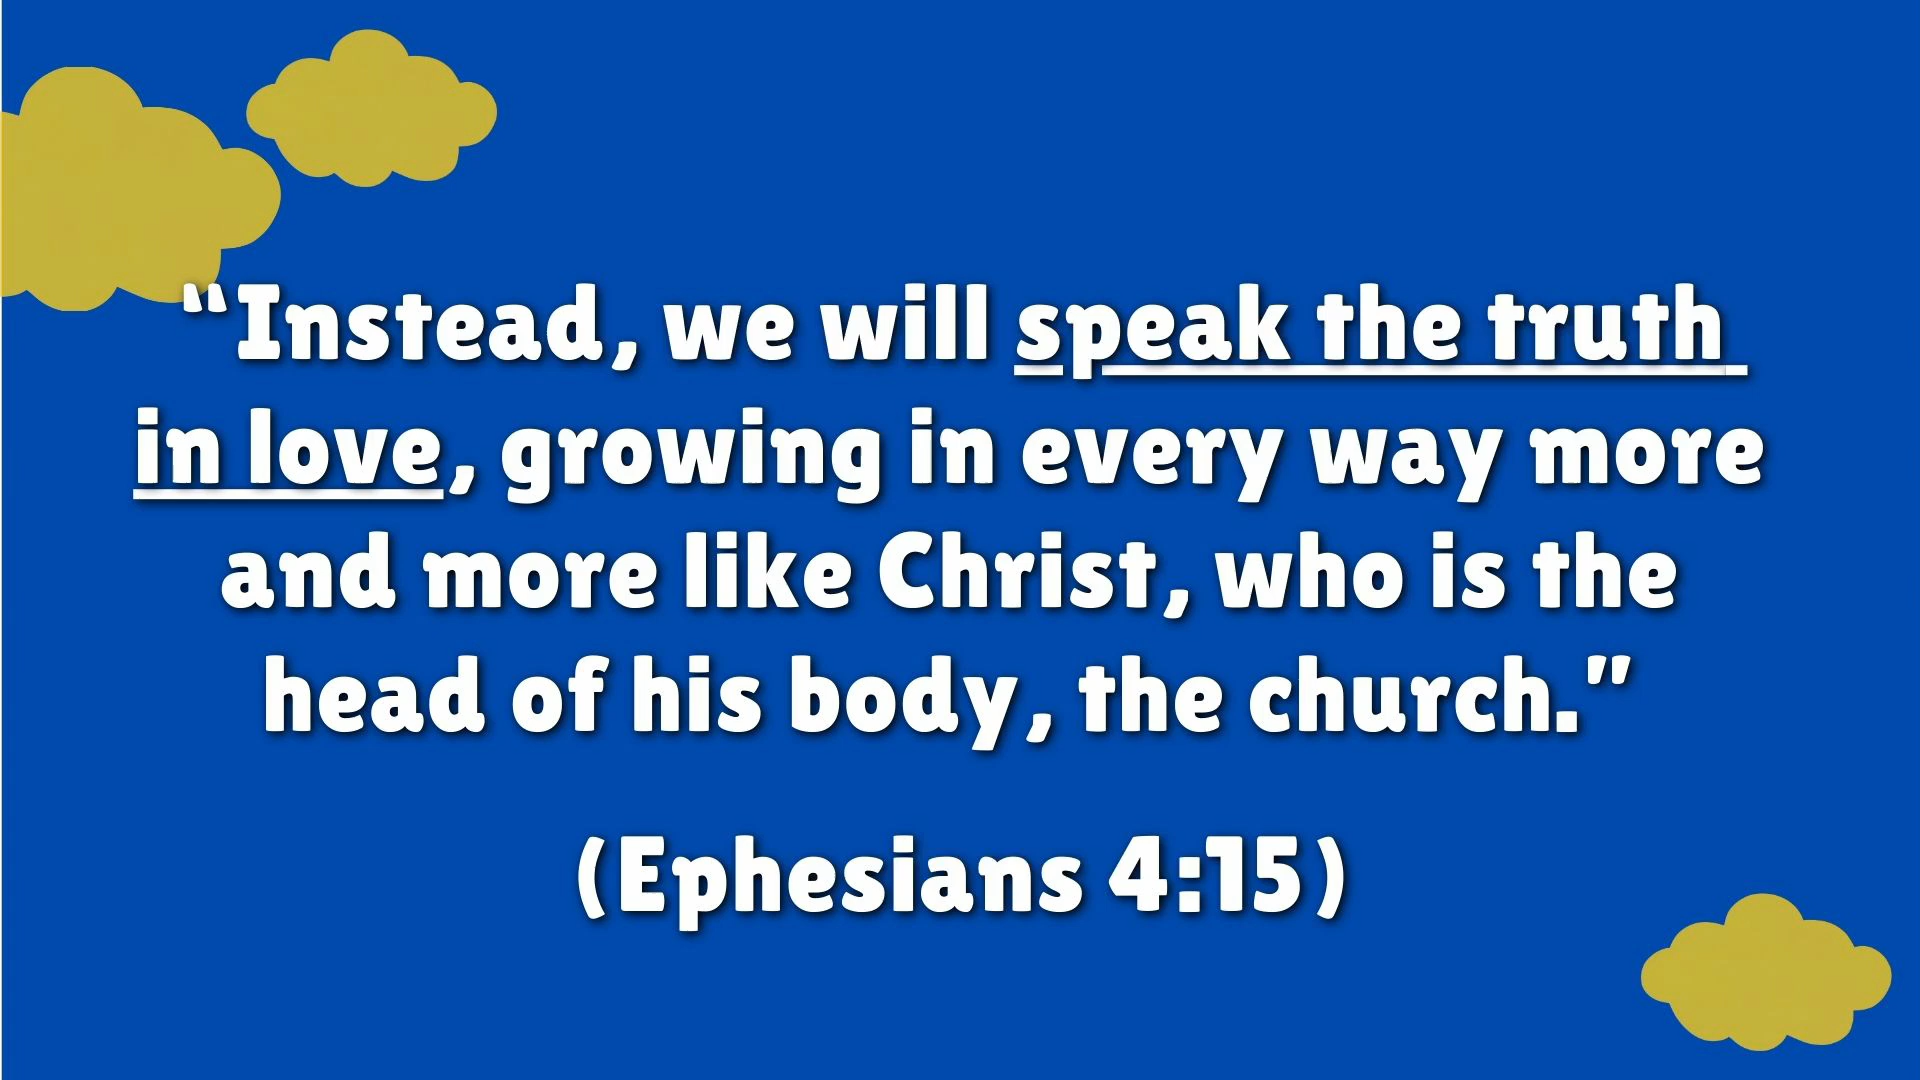 “Instead, we will speak the truth
in love, growing in every way more
and more like Christ, who is the
head of his body, the church.”
(Ephesians 4:15)